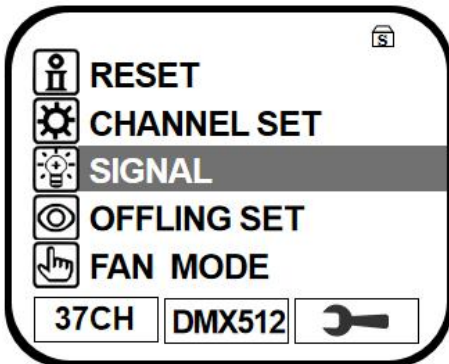 S
RESET
CHANNEL SET
SIGNAL
OFFLING SET
FAN MODE
37CH DMX512